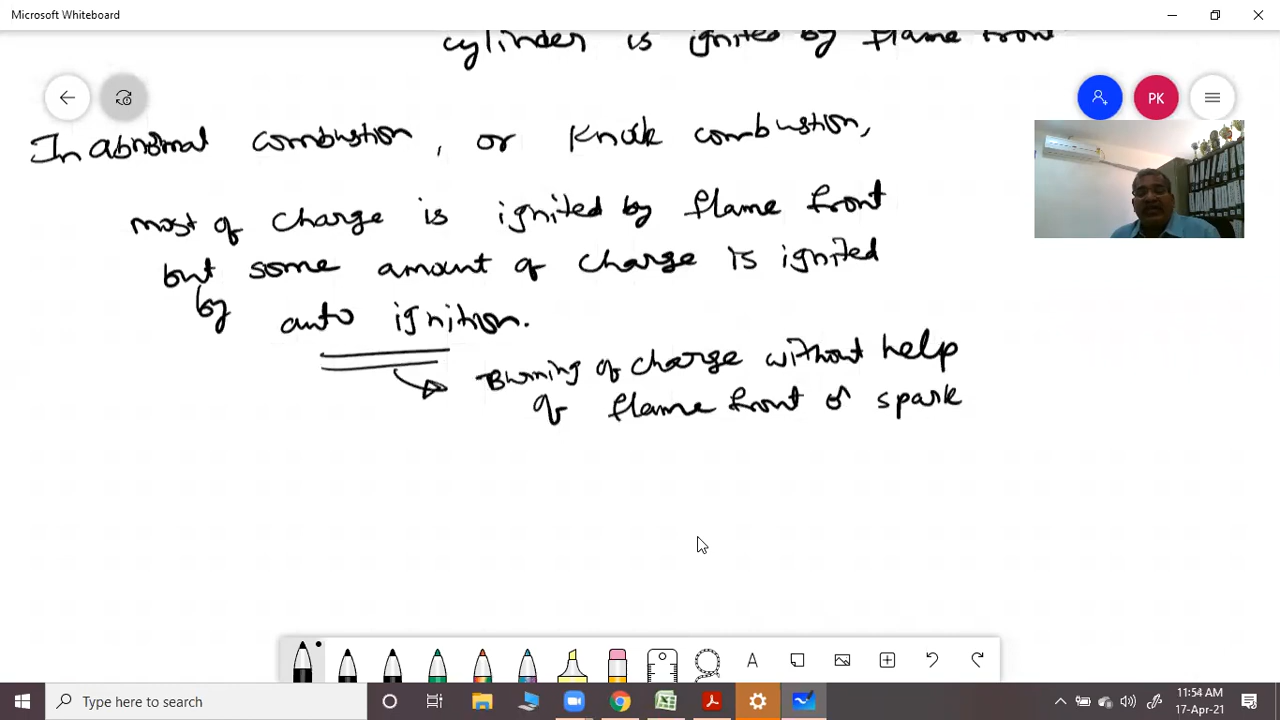 Microsoft Whiteboard
cylinder is ignited by flame front
PK
In abnormal combustion, or Knock combustion,
most of charge is ignited by flame front
but some amount of charge is ignited
by auto ignition.
Burning of charge without help
of flame front or spark
A
Type here to search
11:54 AM
17-Apr-21